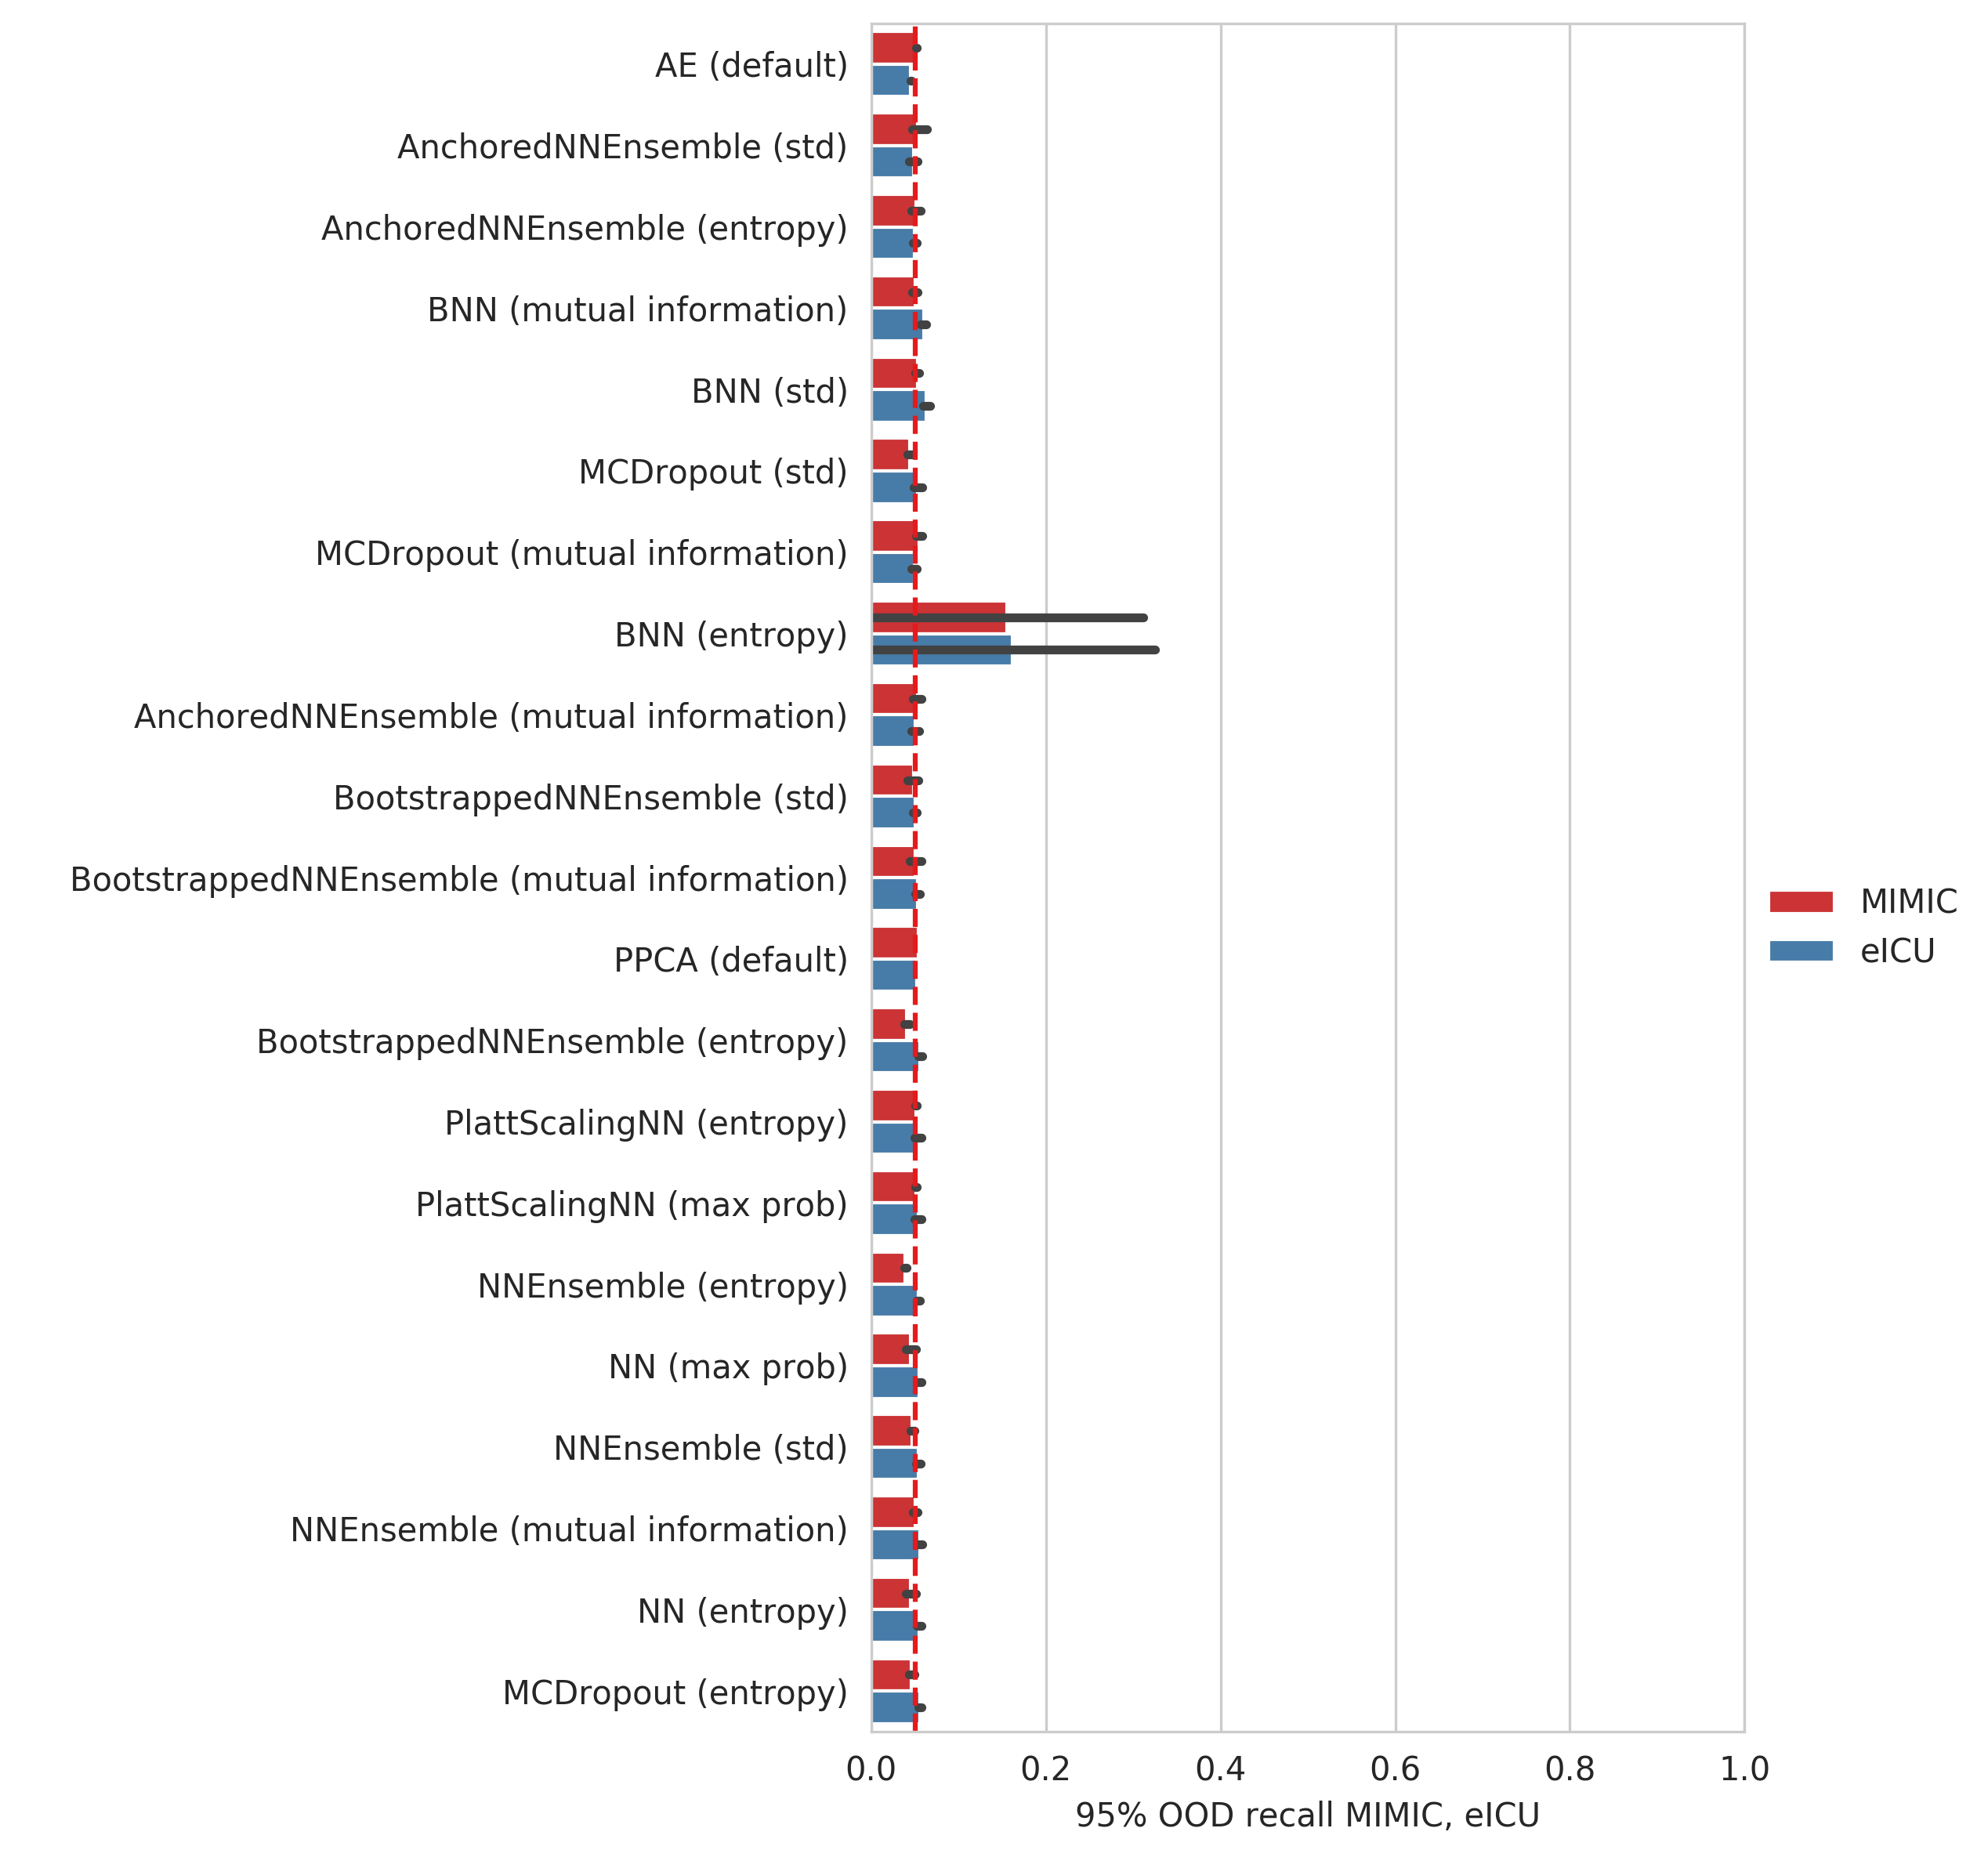 AE (default)
AnchoredNNEnsemble (std)
AnchoredNNEnsemble (entropy)
BNN (mutual information)
BNN (std)
MCDropout (std)
MCDropout (mutual information)
BNN (entropy)
AnchoredNNEnsemble (mutual information)
BootstrappedNNEnsemble (std)
BootstrappedNNEnsemble (mutual information)
PPCA (default)
BootstrappedNNEnsemble (entropy)
PlattScalingNN (entropy)
PlattScalingNN (max prob)
NNEnsemble (entropy)
NN (max prob)
NNEnsemble (std)
NNEnsemble (mutual information)
NN (entropy)
MCDropout (entropy)
0.0 0.2 0.4 0.6 0.8 1.0
95% OOD recall MIMIC, eICU
MIMIC
eICU